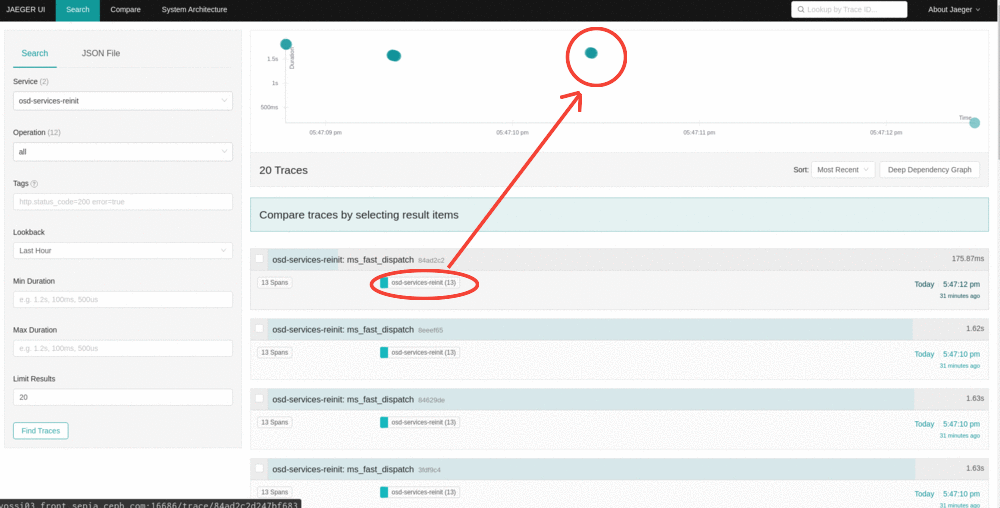 JAEGER UI Search Compare System Architecture Lookup by Trace ID... About Jaeger
Search JSON File
Service (2)
osd-services-reinit
Operation (12)
all
Tags
http.status_code=200 error=true
Lookback
Last Hour
Min Duration
e.g. 1.2s, 100ms, 500us
Max Duration
e.g. 1.2s, 100ms, 500us
Limit Results
20
Find Traces
Duration
1.5s
1s
500ms
Time
05:47:09 pm 05:47:10 pm 05:47:11 pm 05:47:12 pm
20 Traces Sort: Most Recent Deep Dependency Graph
Compare traces by selecting result items
osd-services-reinit: ms_fast_dispatch 84ad2c2 175.87ms
13 Spans osd-services-reinit (13) Today 5:47:12 pm
31 minutes ago
osd-services-reinit: ms_fast_dispatch 8eeef65 1.62s
13 Spans osd-services-reinit (13) Today 5:47:10 pm
31 minutes ago
osd-services-reinit: ms_fast_dispatch 84629de 1.63s
13 Spans osd-services-reinit (13) Today 5:47:10 pm
31 minutes ago
osd-services-reinit: ms_fast_dispatch 3fdf9c4 1.63s
13 Spans osd-services-reinit (13) Today 5:47:10 pm
31 minutes ago
vossi03.front.sepia.ceph.com:16686/trace/84ad2c2d247bf683